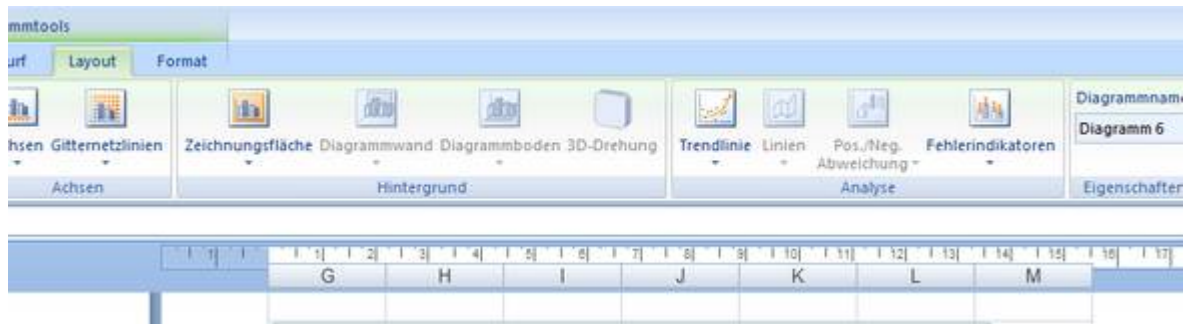 mmtools
urf Layout Format
hsen Gitternetzlinien Zeichnungsfläche Diagrammwand Diagrammboden 3D-Drehung Trendlinie Linien Pos./Neg. Abweichung Fehlerindikatoren
Diagrammname
Diagramm 6
Achsen Hintergrund Analyse Eigenschaften
1 1 2 3 4 5 6 7 8 9 10 11 12 13 14 15 16 17
G H I J K L M